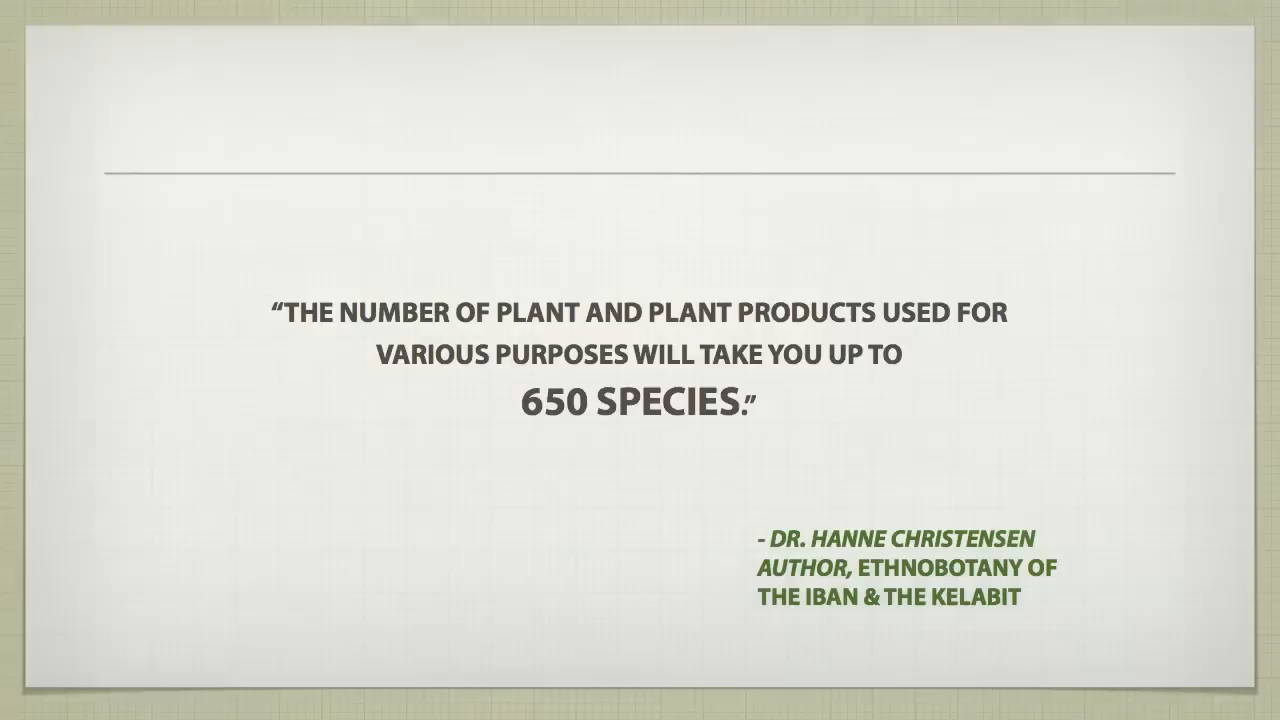 “THE NUMBER OF PLANT AND PLANT PRODUCTS USED FOR
VARIOUS PURPOSES WILL TAKE YOU UP TO
650 SPECIES.”
- DR. HANNE CHRISTENSEN
AUTHOR, ETHNOBOTANY OF
THE IBAN & THE KELABIT